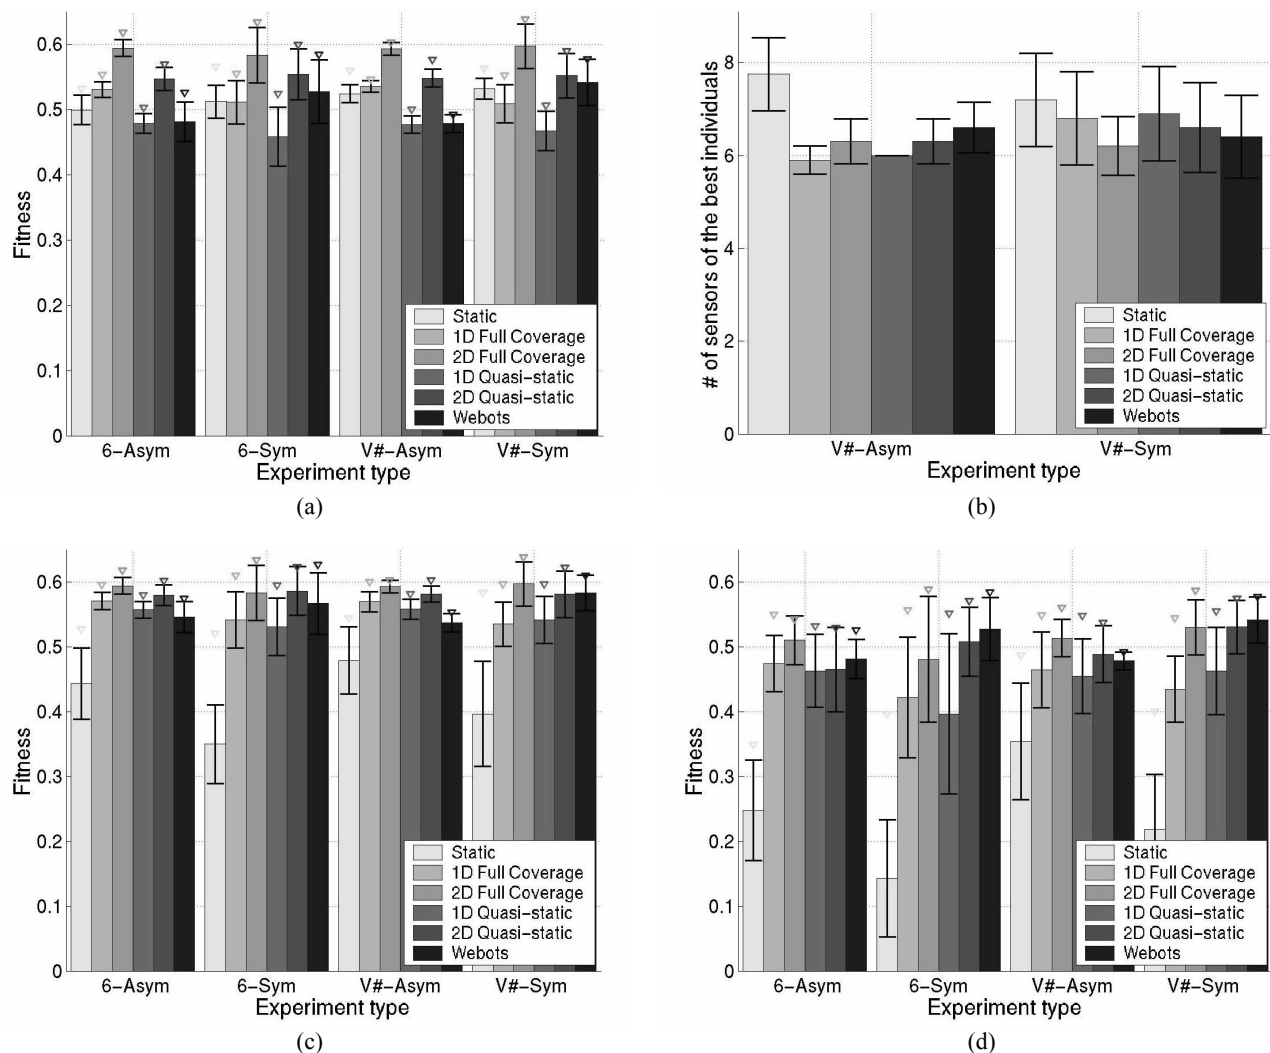 0.6
0.5
0.4
0.3
0.2
0.1
0
Fitness
Static
1D Full Coverage
2D Full Coverage
1D Quasi-static
2D Quasi-static
Webots
6-Asym
6-Sym
V#-Asym
V#-Sym
Experiment type
(a)
8
6
4
2
0
# of sensors of the best individuals
Static
1D Full Coverage
2D Full Coverage
1D Quasi-static
2D Quasi-static
Webots
V#-Asym
V#-Sym
Experiment type
(b)
0.6
0.5
0.4
0.3
0.2
0.1
0
Fitness
Static
1D Full Coverage
2D Full Coverage
1D Quasi-static
2D Quasi-static
Webots
6-Asym
6-Sym
V#-Asym
V#-Sym
Experiment type
(c)
0.6
0.5
0.4
0.3
0.2
0.1
0
Fitness
Static
1D Full Coverage
2D Full Coverage
1D Quasi-static
2D Quasi-static
Webots
6-Asym
6-Sym
V#-Asym
V#-Sym
Experiment type
(d)